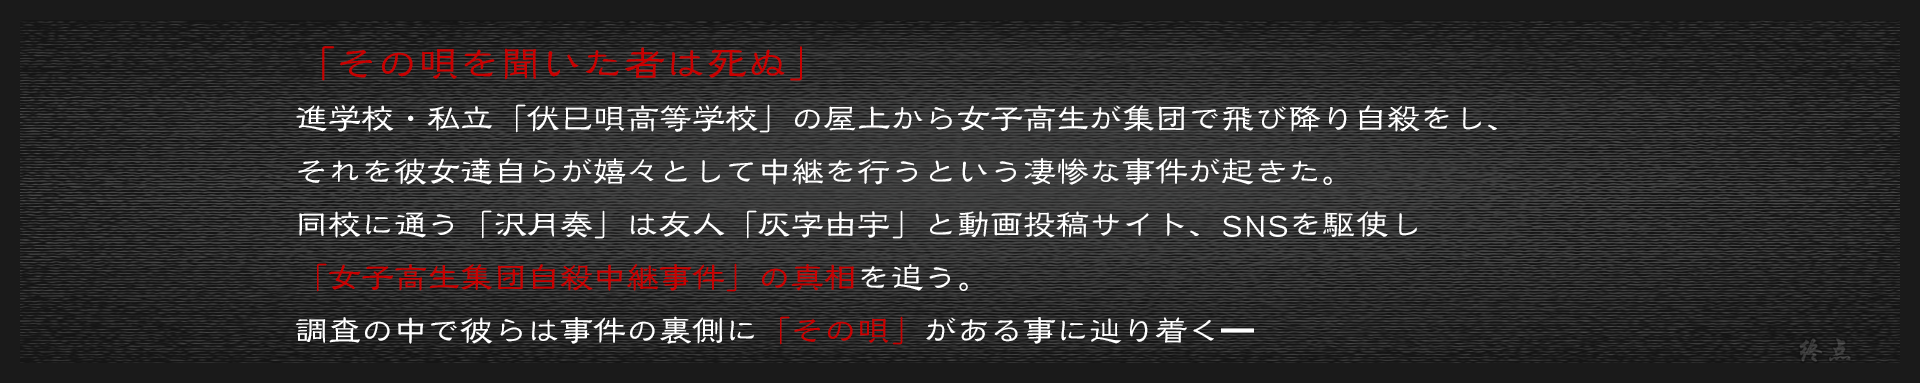 「その唄を聞いた者は死ぬ」
進学校・私立「伏巳唄高等学校」の屋上から女子高生が集団で飛び降り自殺をし、
それを彼女達自らが嬉々として中継を行うという凄惨な事件が起きた。
同校に通う「沢月奏」は友人「灰字由宇」と動画投稿サイト、SNSを駆使し
「女子高生集団自殺中継事件」の真相を追う。
調査の中で彼らは事件の裏側に「その唄」がある事に辿り着く━
終点